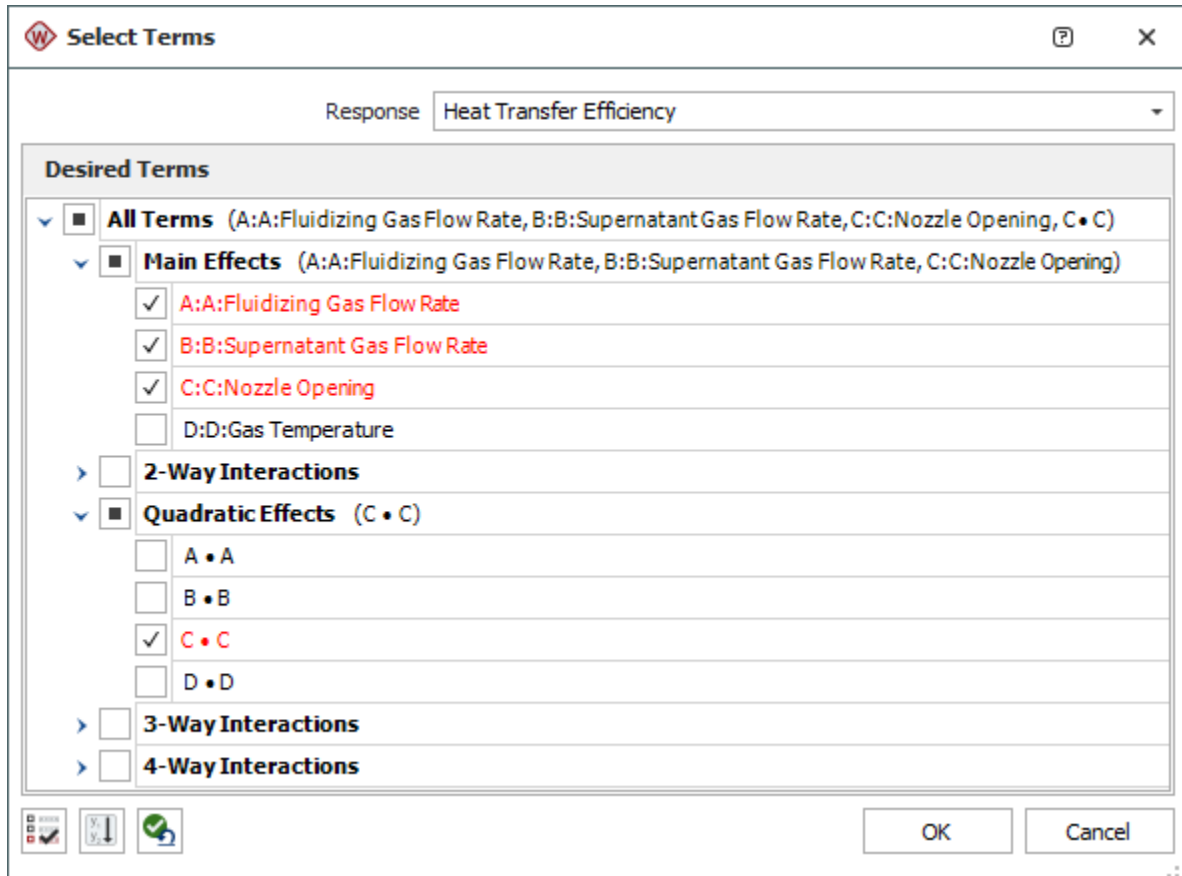 W Select Terms ?
Response Heat Transfer Efficiency
Desired Terms
All Terms (A:A:Fluidizing Gas Flow Rate, B:B:Supernatant Gas Flow Rate, C:C:Nozzle Opening, C • C)
Main Effects (A:A:Fluidizing Gas Flow Rate, B:B:Supernatant Gas Flow Rate, C:C:Nozzle Opening)
A:A:Fluidizing Gas Flow Rate
B:B:Supernatant Gas Flow Rate
C:C:Nozzle Opening
D:D:Gas Temperature
2-Way Interactions
Quadratic Effects (C • C)
A • A
B • B
C • C
D • D
3-Way Interactions
4-Way Interactions
OK Cancel